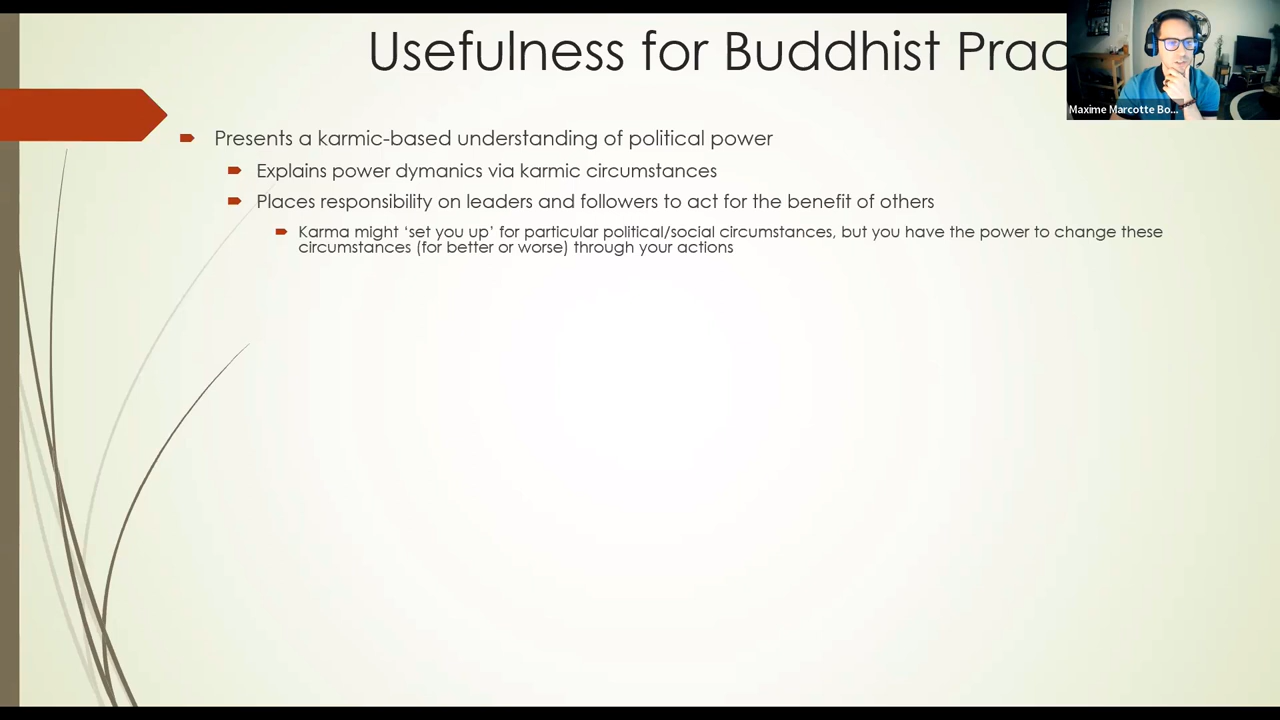 Usefulness for Buddhist Prac
Maxime Marcotte Bo...
Presents a karmic-based understanding of political power
Explains power dymanics via karmic circumstances
Places responsibility on leaders and followers to act for the benefit of others
Karma might ‘set you up’ for particular political/social circumstances, but you have the power to change these
circumstances (for better or worse) through your actions